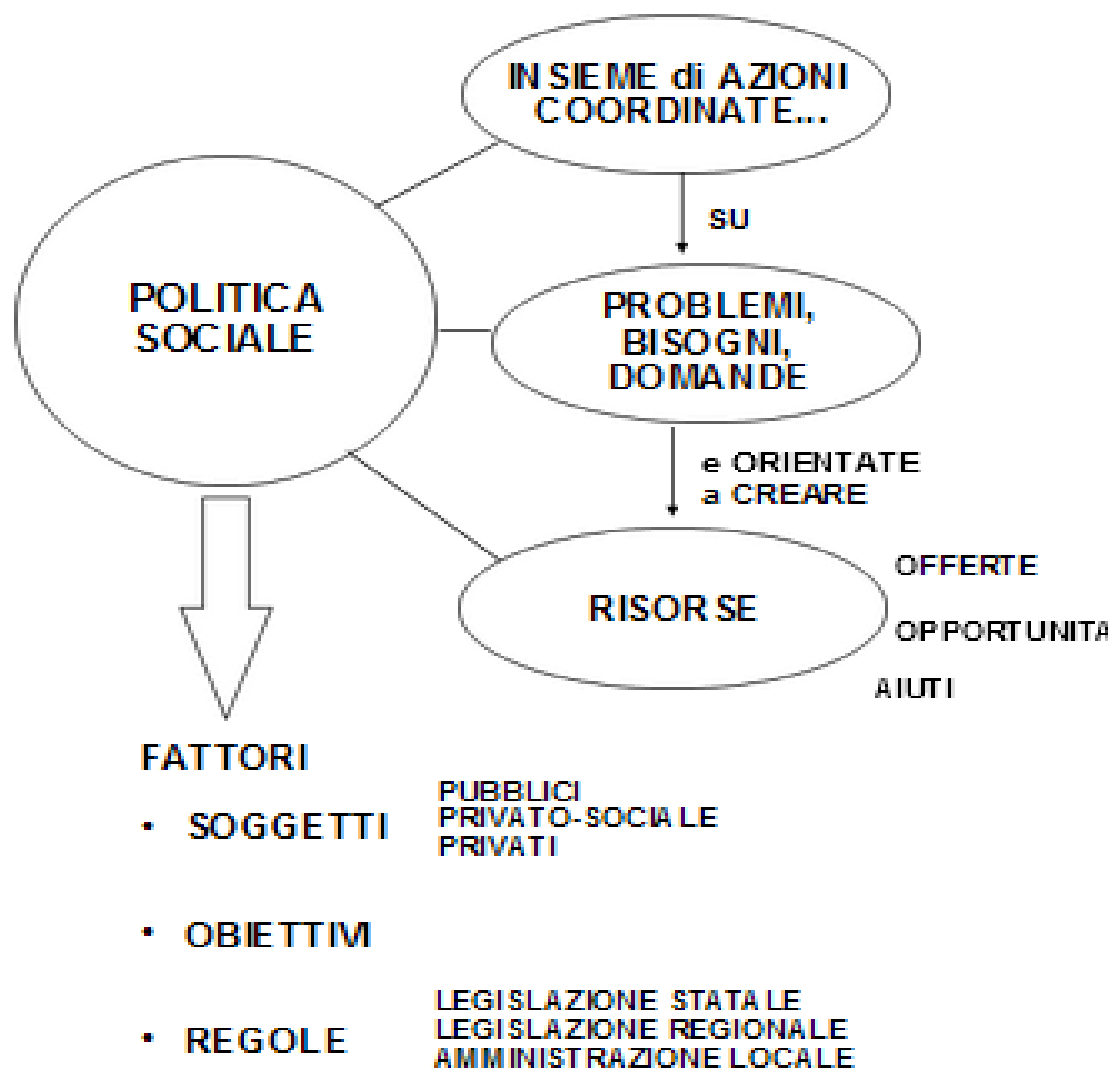 INSIEME di AZIONI
COORDINATE...
SU
POLITICA
SOCIALE
PROBLEMI,
BISOGNI,
DOMANDE
e ORIENTATE
a CREARE
RISORSE
OFFERTE
OPPORTUNITA
AIUTI
FATTORI
• SOGGETTI
PUBBLICI
PRIVATO-SOCIALE
PRIVATI
• OBIETTIVI
• REGOLE
LEGISLAZIONE STATALE
LEGISLAZIONE REGIONALE
AMMINISTRAZIONE LOCALE